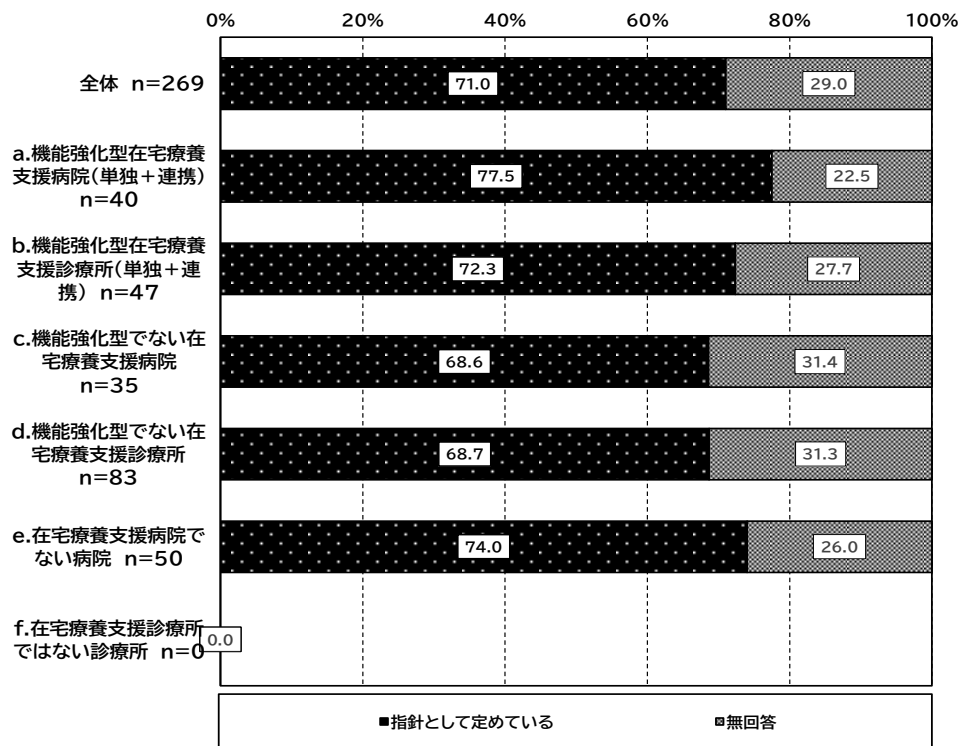 0% 20% 40% 60% 80% 100%
全体 n=269
71.0 29.0
a.機能強化型在宅療養
支援病院(単独＋連携)
n=40
77.5 22.5
b.機能強化型在宅療養
支援診療所(単独＋連
携) n=47
72.3 27.7
c.機能強化型でない在
宅療養支援病院
n=35
68.6 31.4
d.機能強化型でない在
宅療養支援診療所
n=83
68.7 31.3
e.在宅療養支援病院で
ない病院 n=50
74.0 26.0
f.在宅療養支援診療所
ではない診療所 n=0
0.0
■指針として定めている ▩無回答